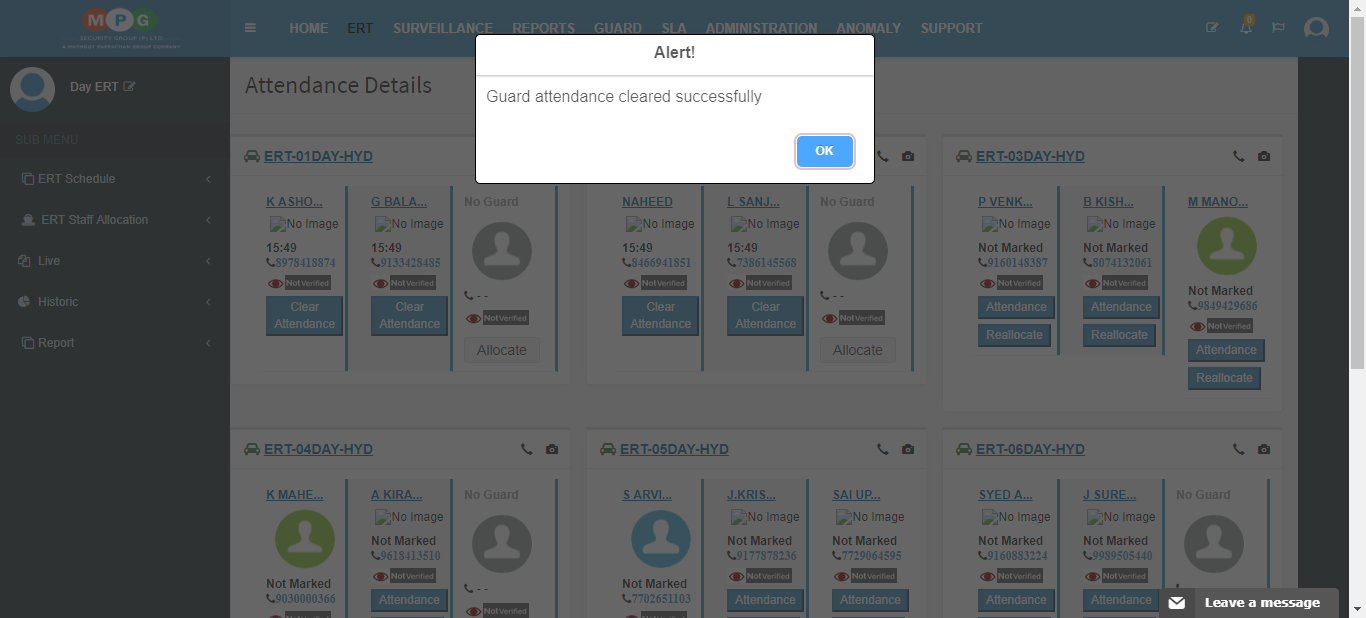 MPG
SECURITY GROUP (P) LTD.
HOME ERT SURVEILLANCE REPORTS GUARD SLA ADMINISTRATION ANOMALY SUPPORT
0
Alert!
Guard attendance cleared successfully
OK
Day ERT
SUB MENU
ERT Schedule
ERT Staff Allocation
Live
Historic
Report
Attendance Details
ERT-01DAY-HYD
K ASHO... G BALA... No Guard
No Image No Image
15:49 15:49
8978418874 9133428485
- -
Not Verified Not Verified Not Verified
Clear Attendance Clear Attendance Allocate
NAHEED L SANJ... No Guard
No Image No Image
15:49 15:49
8466941851 7386145568
- -
Not Verified Not Verified Not Verified
Clear Attendance Clear Attendance Allocate
ERT-03DAY-HYD
P VENK... B KISH... M MANO...
No Image No Image
Not Marked Not Marked Not Marked
9160148387 8074132061 9849429686
Not Verified Not Verified Not Verified
Attendance Attendance Attendance
Reallocate Reallocate Reallocate
ERT-04DAY-HYD
K MAHE... A KIRA... No Guard
No Image
Not Marked Not Marked
9030000366 9618413510 - -
Not Verified Not Verified Not Verified
Attendance
ERT-05DAY-HYD
S ARVI... J.KRIS... SAI UP...
No Image No Image
Not Marked Not Marked Not Marked
7702651103 9177878236 7729064595
Not Verified Not Verified Not Verified
Attendance Attendance
ERT-06DAY-HYD
SYED A... J SURE... No Guard
No Image No Image
Not Marked Not Marked
9160883224 9989505440
Not Verified Not Verified
Attendance Attendance
Leave a message